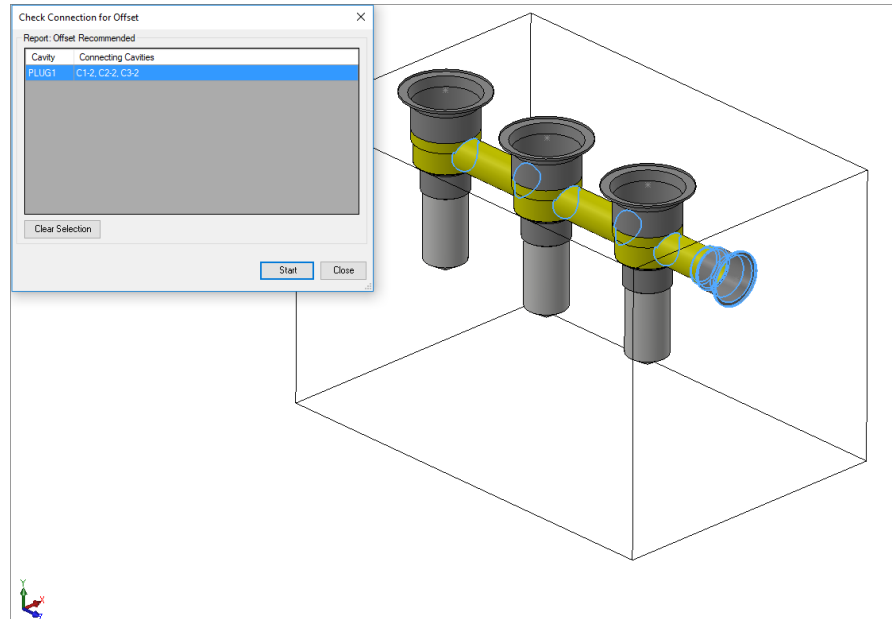 Check Connection for Offset
Report: Offset Recommended
Cavity Connecting Cavities
PLUG1 C1-2, C2-2, C3-2
Clear Selection
Start Close
Y
X
Z